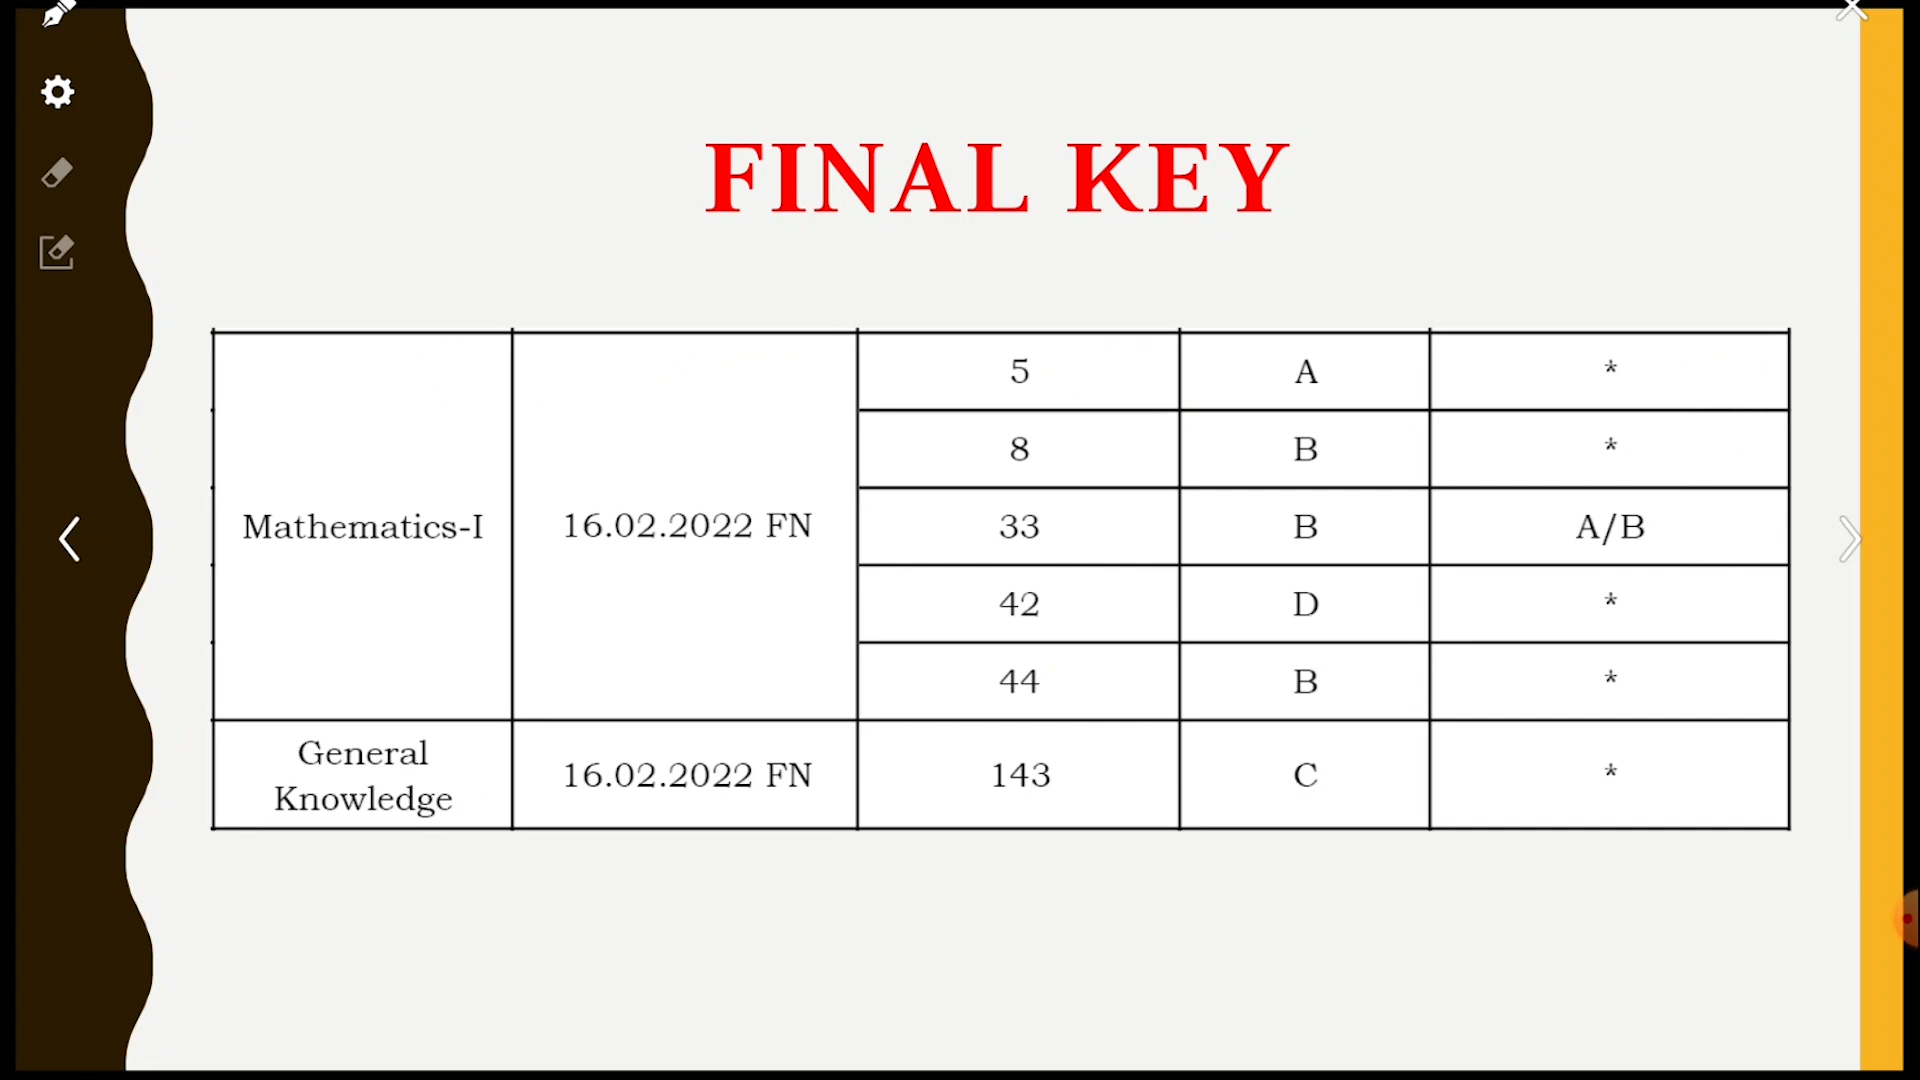 FINAL KEY
5 A *
8 B *
Mathematics-I 16.02.2022 FN 33 B A/B
42 D *
44 B *
General
Knowledge 16.02.2022 FN 143 C *